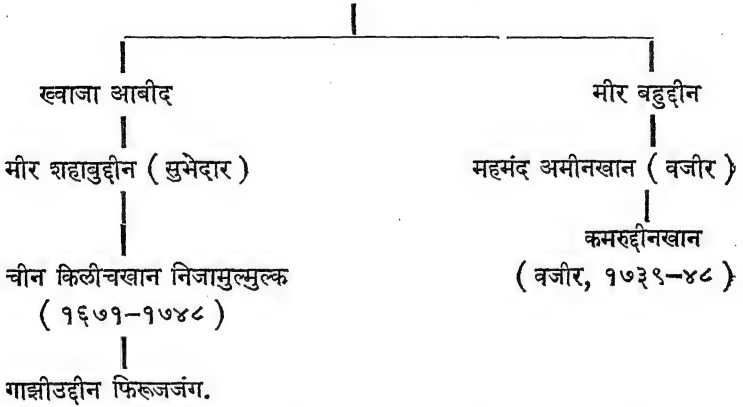 ख्वाजा आबीद मीर बहुद्दीन
मीर शहाबुद्दीन ( सुभेदार ) महमंद अमीनखान ( वजीर )
कमरुद्दीनखान
चीन किलीचखान निजामुल्मुल्क ( वजीर, १७३९–४८ )
( १६७१–१७४८ )
गाझीउद्दीन फिरूजजंग.